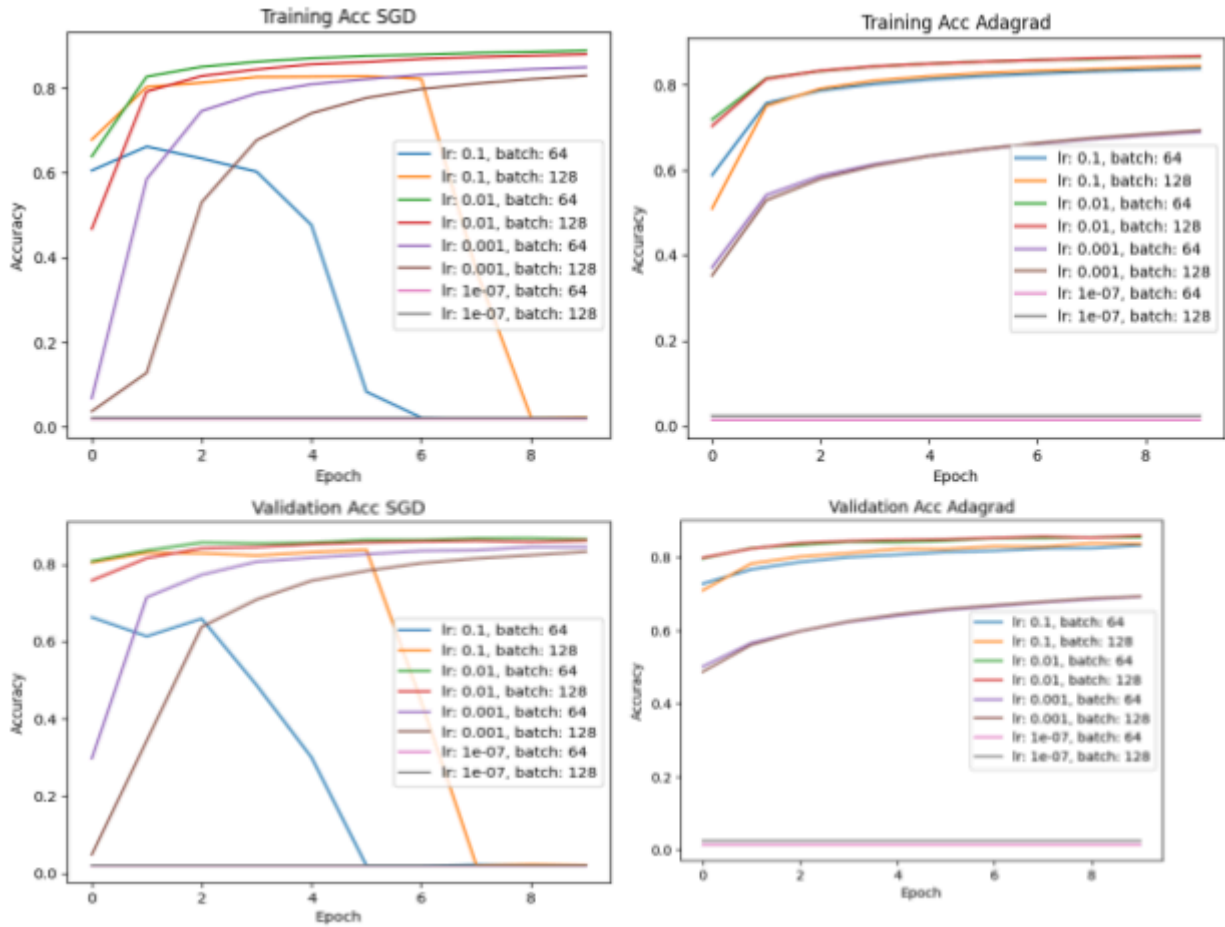 Training Acc SGD
Accuracy
0.8
0.6
0.4
0.2
0.0
lr: 0.1, batch: 64
lr: 0.1, batch: 128
lr: 0.01, batch: 64
lr: 0.01, batch: 128
lr: 0.001, batch: 64
lr: 0.001, batch: 128
lr: 1e-07, batch: 64
lr: 1e-07, batch: 128
0 2 4 6 8
Epoch
Training Acc Adagrad
Accuracy
0.8
0.6
0.4
0.2
0.0
lr: 0.1, batch: 64
lr: 0.1, batch: 128
lr: 0.01, batch: 64
lr: 0.01, batch: 128
lr: 0.001, batch: 64
lr: 0.001, batch: 128
lr: 1e-07, batch: 64
lr: 1e-07, batch: 128
0 2 4 6 8
Epoch
Validation Acc SGD
Accuracy
0.8
0.6
0.4
0.2
0.0
lr: 0.1, batch: 64
lr: 0.1, batch: 128
lr: 0.01, batch: 64
lr: 0.01, batch: 128
lr: 0.001, batch: 64
lr: 0.001, batch: 128
lr: 1e-07, batch: 64
lr: 1e-07, batch: 128
0 2 4 6 8
Epoch
Validation Acc Adagrad
Accuracy
0.8
0.6
0.4
0.2
0.0
lr: 0.1, batch: 64
lr: 0.1, batch: 128
lr: 0.01, batch: 64
lr: 0.01, batch: 128
lr: 0.001, batch: 64
lr: 0.001, batch: 128
lr: 1e-07, batch: 64
lr: 1e-07, batch: 128
0 2 4 6 8
Epoch